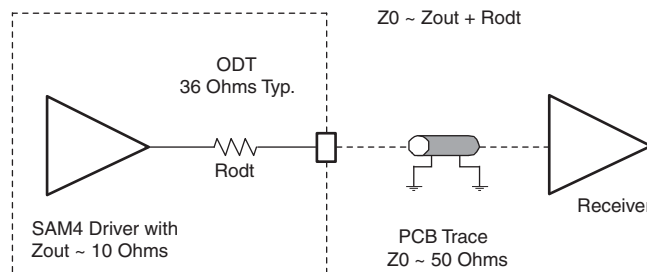 Z0 ~ Zout + Rodt
ODT
36 Ohms Typ.
Rodt
Receiver
SAM4 Driver with
Zout ~ 10 Ohms
PCB Trace
Z0 ~ 50 Ohms